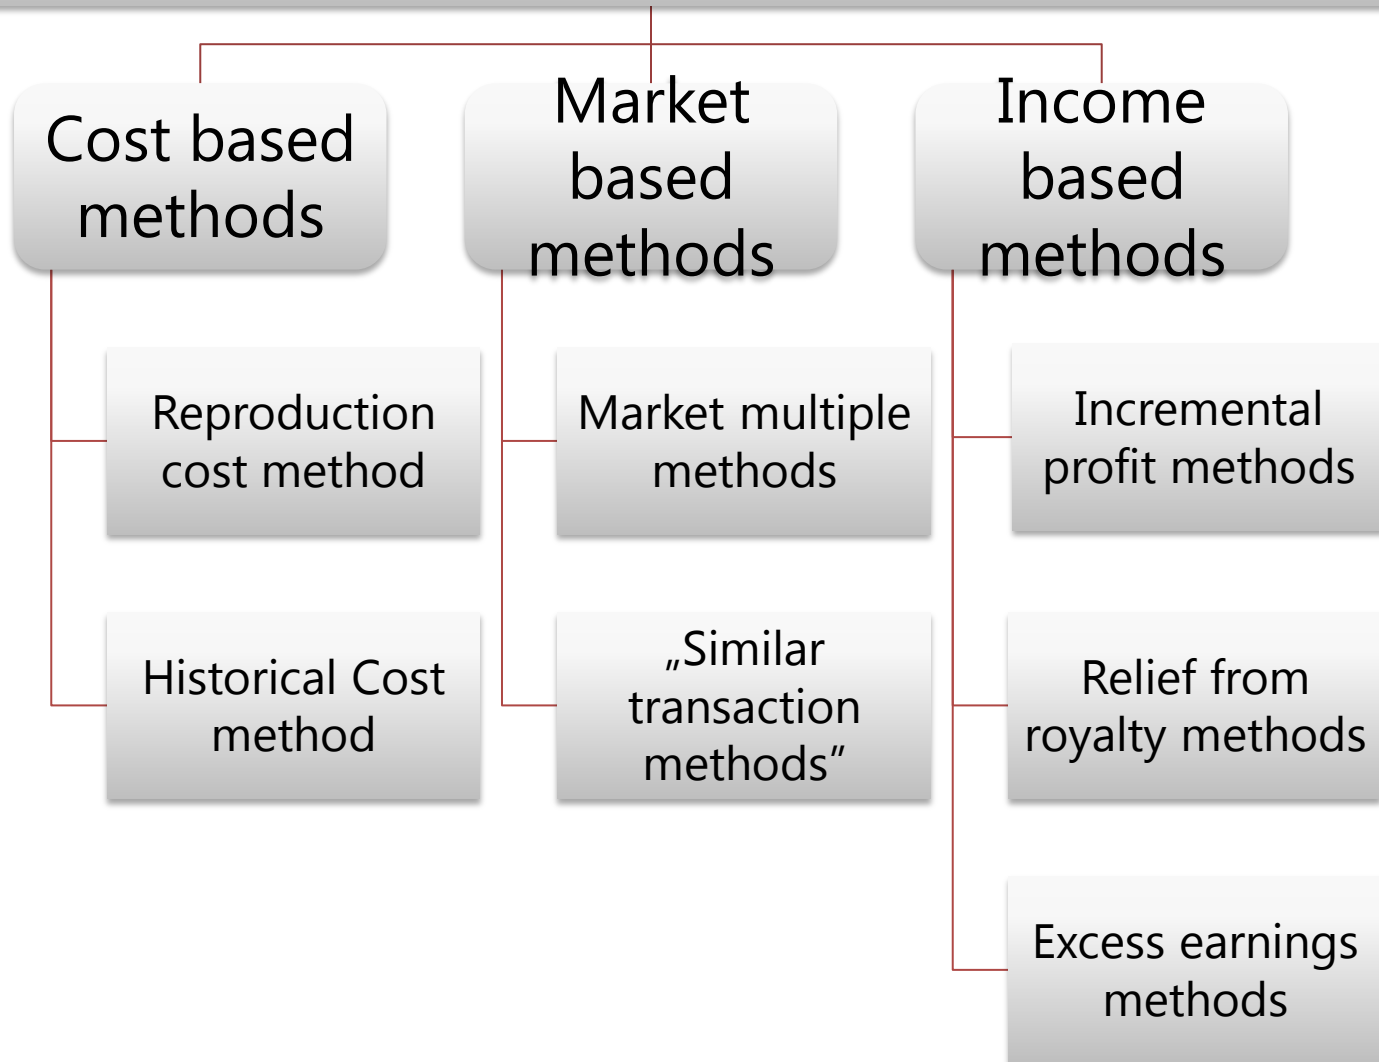 Cost based
methods
Market
based
methods
Income
based
methods
Reproduction
cost method
Market multiple
methods
Incremental
profit methods
Historical Cost
method
„Similar
transaction
methods”
Relief from
royalty methods
Excess earnings
methods